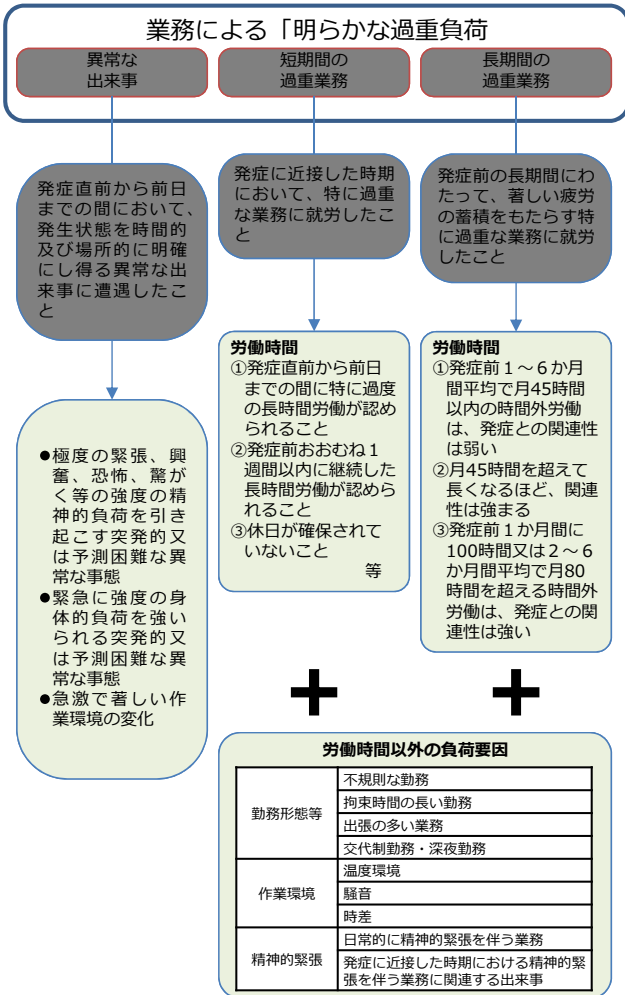 業務による「明らかな過重負荷
異常な
出来事
短期間の
過重業務
長期間の
過重業務
発症直前から前日
までの間において、
発生状態を時間的
及び場所的に明確
にし得る異常な出
来事に遭遇したこ
と
発症に近接した時期
において、特に過重
な業務に就労したこ
と
発症前の長期間にわ
たって、著しい疲労
の蓄積をもたらす特
に過重な業務に就労
したこと
●極度の緊張、興
奮、恐怖、驚が
く等の強度の精
神的負荷を引き
起こす突発的又
は予測困難な異
常な事態
●緊急に強度の身
体的負荷を強い
られる突発的又
は予測困難な異
常な事態
●急激で著しい作
業環境の変化
労働時間
①発症直前から前日
までの間に特に過度
の長時間労働が認め
られること
②発症前おおむね１
週間以内に継続した
長時間労働が認めら
れること
③休日が確保されて
いないこと
等
労働時間
①発症前１～６か月
間平均で月45時間
以内の時間外労働
は、発症との関連性
は弱い
②月45時間を超えて
長くなるほど、関連
性は強まる
③発症前１か月間に
100時間又は２～６
か月間平均で月80
時間を超える時間外
労働は、発症との関
連性は強い
労働時間以外の負荷要因
勤務形態等
不規則な勤務
拘束時間の長い勤務
出張の多い業務
交代制勤務・深夜勤務
作業環境
温度環境
騒音
時差
精神的緊張
日常的に精神的緊張を伴う業務
発症に近接した時期における精神的緊
張を伴う業務に関連する出来事